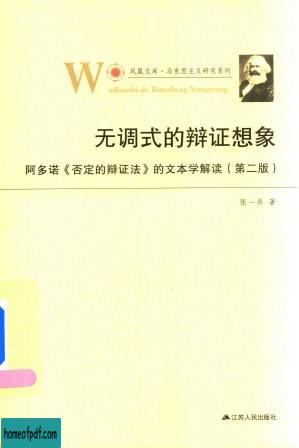 凤凰文库·马克思主义研究系列
W udiaoshi de Bianzheng Xiangxiang
无调式的辩证想象
阿多诺《否定的辩证法》的文本学解读(第二版)
张一兵 著
江苏人民出版社
homeofpdf.com